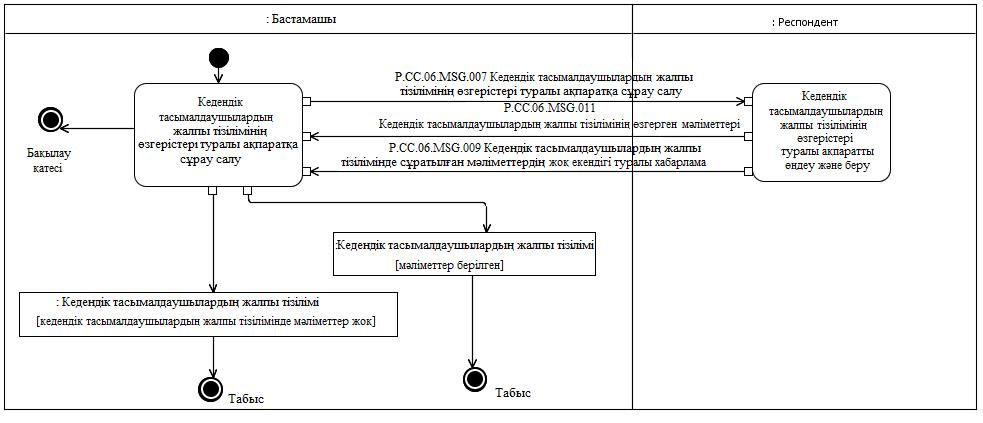 : Бастамашы
: Респондент
Кедендік
тасымалдаушылардың
жалпы тізілімінің
өзгерістері туралы ақпаратқа
сұрау салу
P.CC.06.MSG.007 Кедендік тасымалдаушылардың жалпы
тізілімінің өзгерістері туралы ақпаратқа сұрау салу
P.CC.06.MSG.011
Кедендік тасымалдаушылардың жалпы тізілімінің өзгерген мәліметтері
P.CC.06.MSG.009 Кедендік тасымалдаушылардың жалпы
тізілімінде сұратылған мәліметтердің жоқ екендігі туралы хабарлама
Кедендік
тасымалдаушылардың
жалпы тізілімінің
өзгерістері
туралы ақпаратты
өңдеу және беру
Бақылау
қатесі
:Кедендік тасымалдаушылардың жалпы тізілімі
[мәліметтер берілген]
: Кедендік тасымалдаушылардың жалпы тізілімі
[кедендік тасымалдаушылардың жалпы тізілімінде мәліметтер жоқ]
Табыс
Табыс